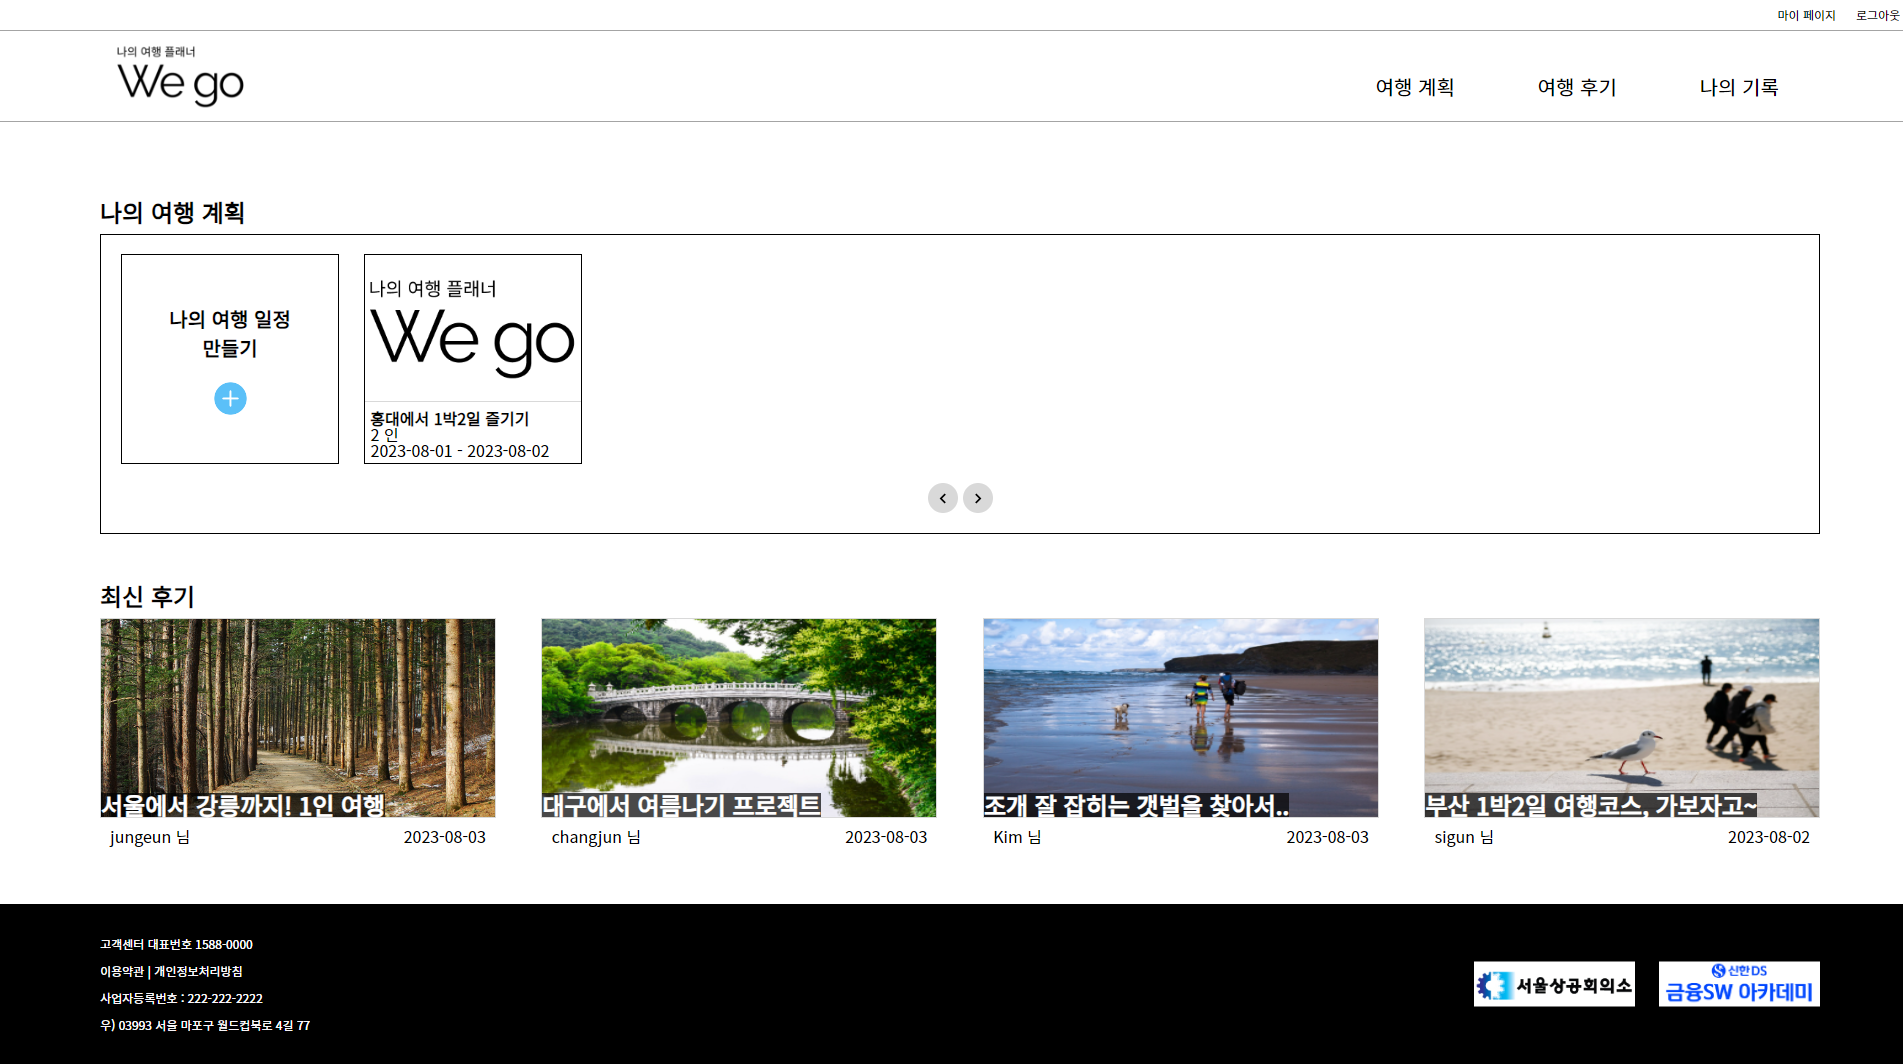 마이 페이지 로그아웃
나의 여행 플래너
We go
여행 계획 여행 후기 나의 기록
나의 여행 계획
나의 여행 일정
만들기
나의 여행 플래너
We go
홍대에서 1박2일 즐기기
2 인
2023-08-01 - 2023-08-02
최신 후기
서울에서 강릉까지! 1인 여행
jungeun 님 2023-08-03
대구에서 여름나기 프로젝트
changjun 님 2023-08-03
조개 잘 잡히는 갯벌을 찾아서..
Kim 님 2023-08-03
부산 1박2일 여행코스, 가보자고~
sigun 님 2023-08-02
고객센터 대표번호 1588-0000
이용약관 | 개인정보처리방침
사업자등록번호 : 222-222-2222
우) 03993 서울 마포구 월드컵북로 4길 77
서울상공회의소
신한DS
금융SW 아카데미